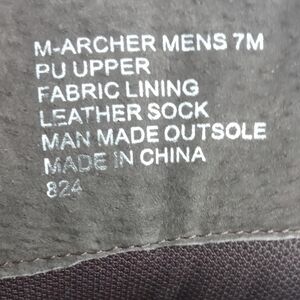 M-ARCHER MENS 7M
PU UPPER
FABRIC LINING
LEATHER SOCK
MAN MADE OUTSOLE
MADE IN CHINA
824